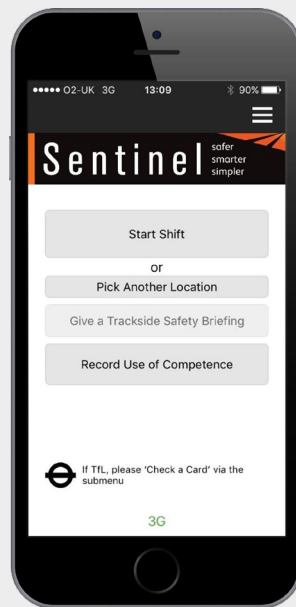 ●●●●● O2-UK 3G 13:09 90%
Sentinel
safer
smarter
simpler
Start Shift
or
Pick Another Location
Give a Trackside Safety Briefing
Record Use of Competence
If TfL, please 'Check a Card' via the
submenu
3G